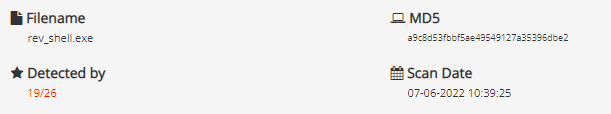 Filename
rev_shell.exe
MD5
a9c8d53fbbf5ae49549127a35396dbe2
Detected by
19/26
Scan Date
07-06-2022 10:39:25